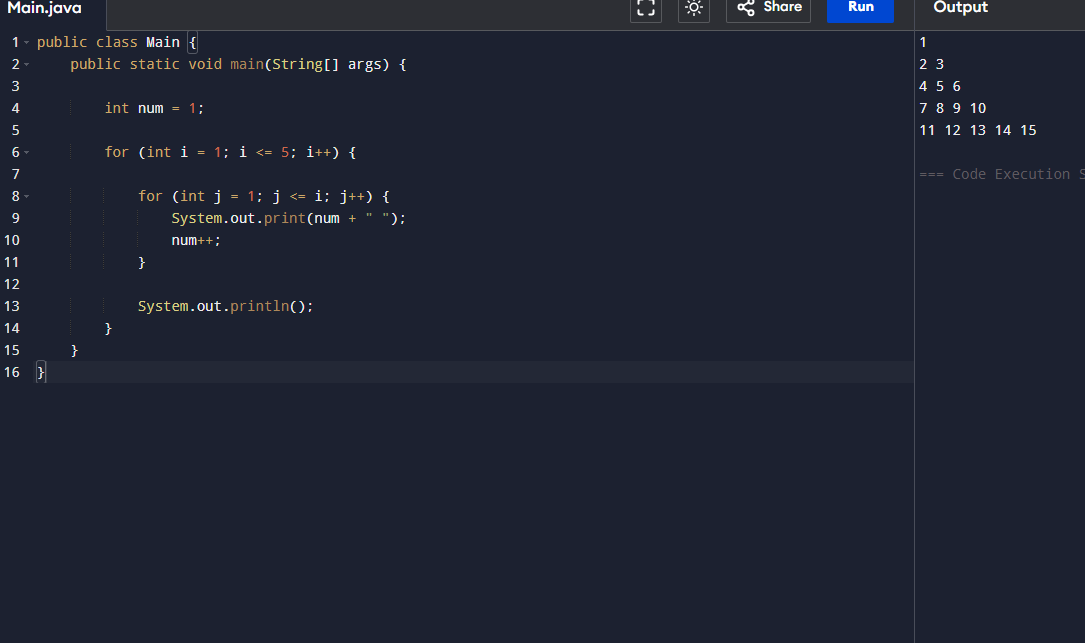 Main.java
Share
Run
Output
1 public class Main {
2 public static void main(String[] args) {
3
4 int num = 1;
5
6 for (int i = 1; i <= 5; i++) {
7
8 for (int j = 1; j <= i; j++) {
9 System.out.print(num + " ");
10 num++;
11 }
12
13 System.out.println();
14 }
15 }
16 }
1
2 3
4 5 6
7 8 9 10
11 12 13 14 15
=== Code Execution S